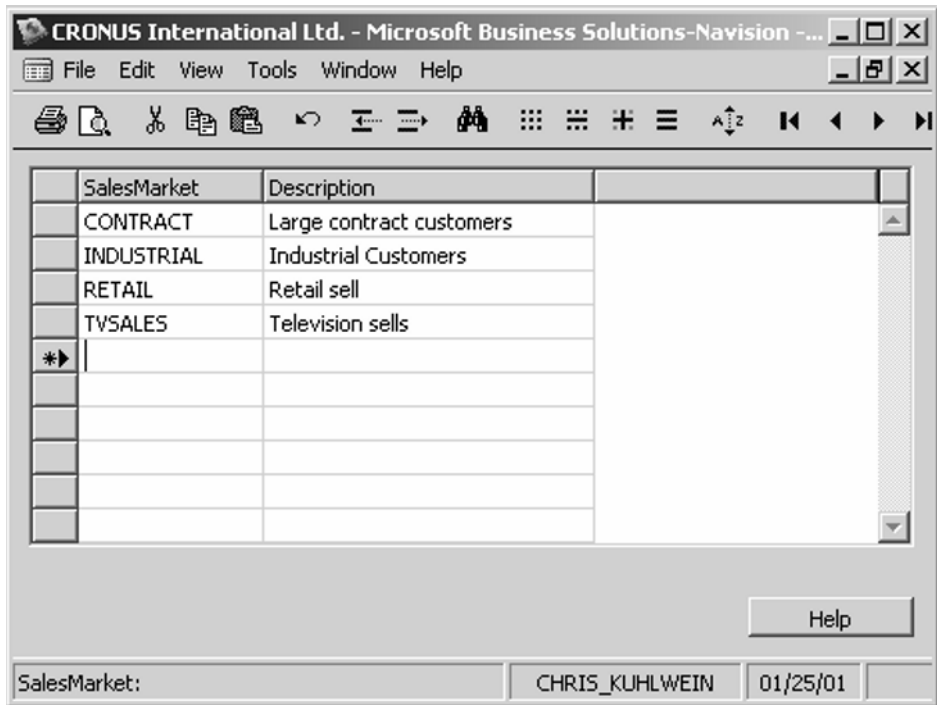 CRONUS International Ltd. - Microsoft Business Solutions-Navision -...
File Edit View Tools Window Help
SalesMarket Description
CONTRACT Large contract customers
INDUSTRIAL Industrial Customers
RETAIL Retail sell
TVSALES Television sells
Help
SalesMarket: CHRIS_KUHLWEIN 01/25/01